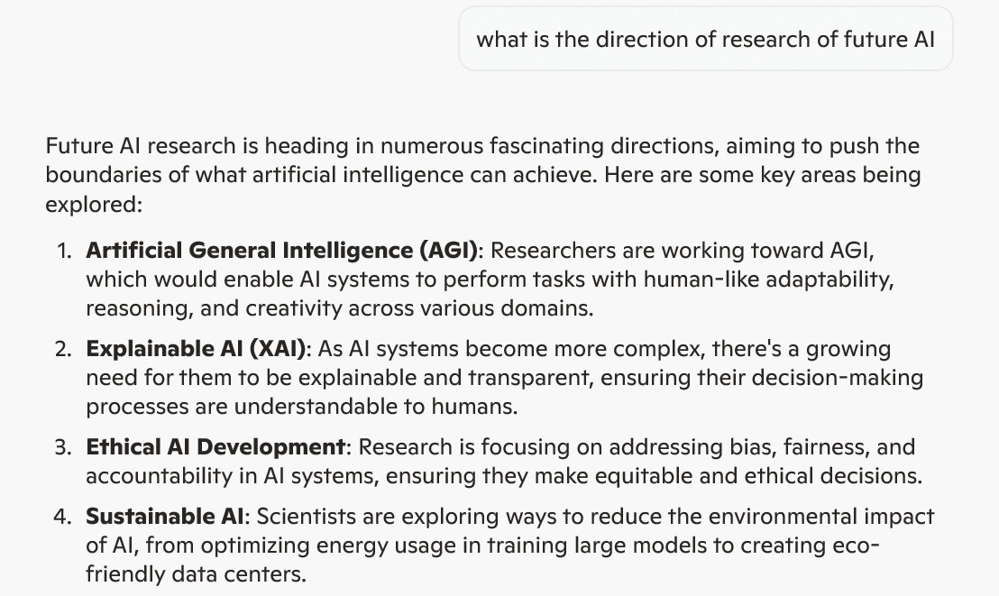 what is the direction of research of future AI
Future AI research is heading in numerous fascinating directions, aiming to push the
boundaries of what artificial intelligence can achieve. Here are some key areas being
explored:
1. Artificial General Intelligence (AGI): Researchers are working toward AGI,
which would enable AI systems to perform tasks with human-like adaptability,
reasoning, and creativity across various domains.
2. Explainable AI (XAI): As AI systems become more complex, there's a growing
need for them to be explainable and transparent, ensuring their decision-making
processes are understandable to humans.
3. Ethical AI Development: Research is focusing on addressing bias, fairness, and
accountability in AI systems, ensuring they make equitable and ethical decisions.
4. Sustainable AI: Scientists are exploring ways to reduce the environmental impact
of AI, from optimizing energy usage in training large models to creating eco-
friendly data centers.